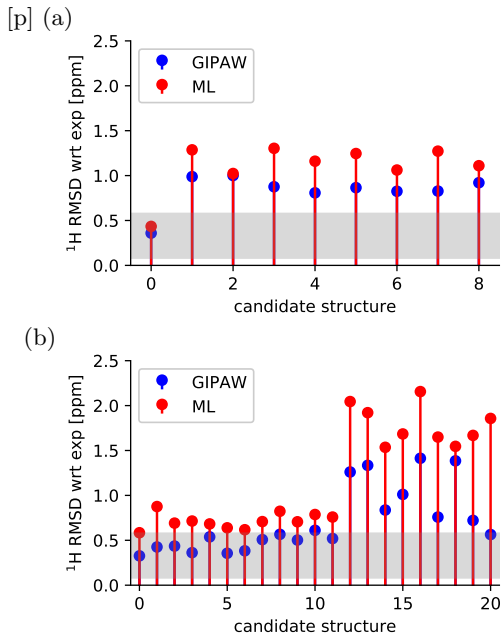 [p] (a)
2.5
2.0
1.5
1.0
0.5
0.0
¹H RMSD wrt exp [ppm]
GIPAW
ML
0 2 4 6 8
candidate structure
(b)
2.5
2.0
1.5
1.0
0.5
0.0
¹H RMSD wrt exp [ppm]
GIPAW
ML
0 5 10 15 20
candidate structure